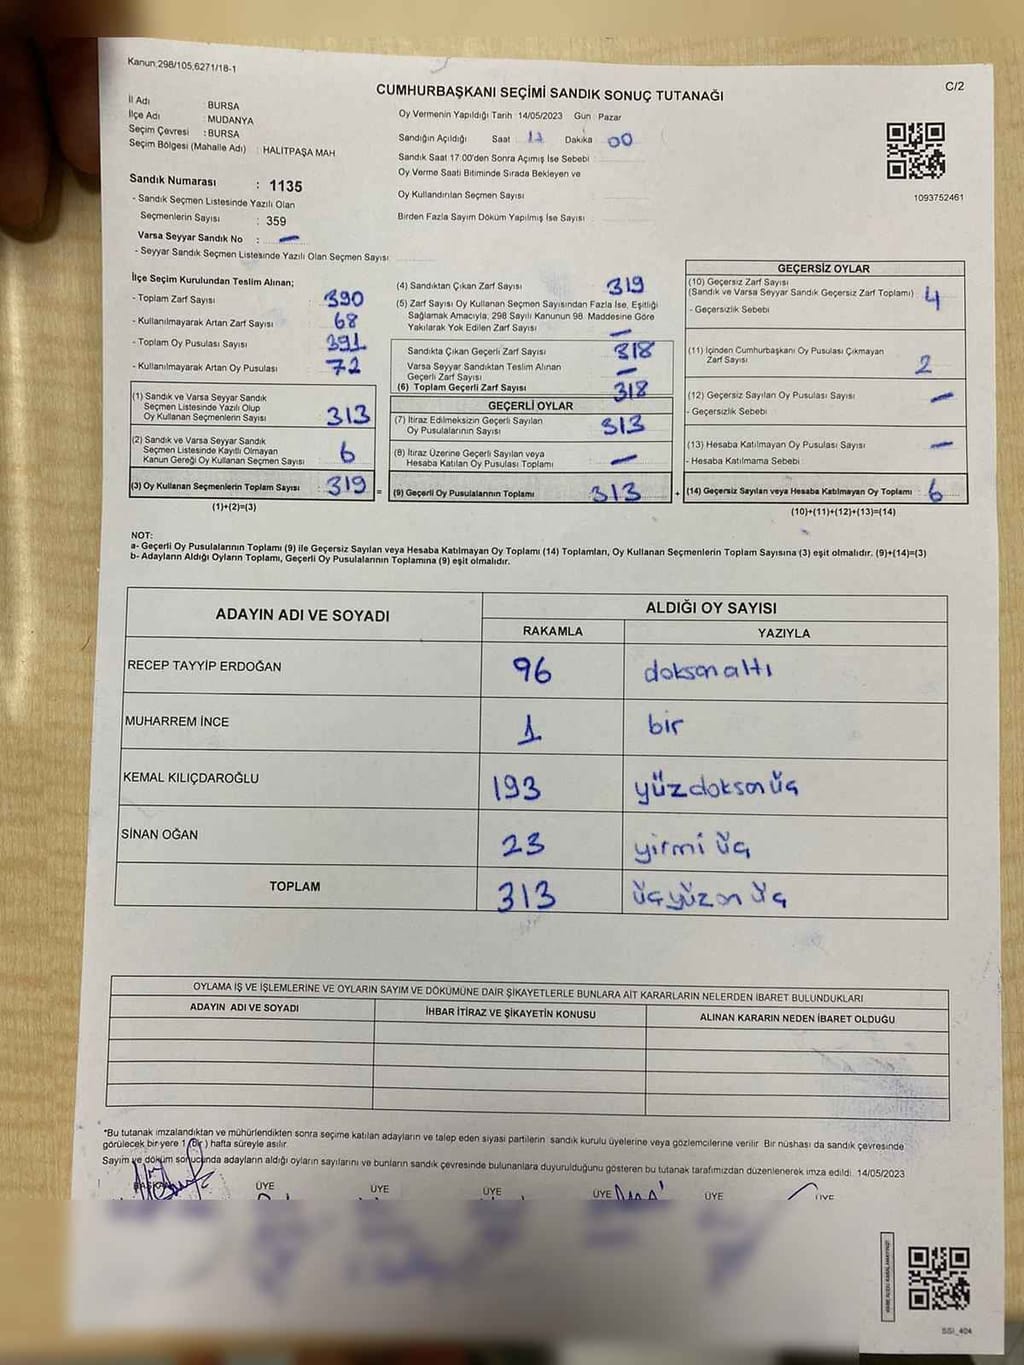 Kanun 298/105,6271/18-1
C/2
CUMHURBAŞKANI SEÇİMİ SANDIK SONUÇ TUTANAĞI
İl Adı : BURSA
İlçe Adı : MUDANYA
Seçim Çevresi : BURSA
Seçim Bölgesi (Mahalle Adı) : HALİTPAŞA MAH
Sandık Numarası : 1135
- Sandık Seçmen Listesinde Yazılı Olan
Seçmenlerin Sayısı : 359
Varsa Seyyar Sandık No : –
- Seyyar Sandık Seçmen Listesinde Yazılı Olan Seçmen Sayısı
Oy Vermenin Yapıldığı Tarih 14/05/2023 Gün Pazar
Sandığın Açıldığı Saat Dakika 00
Sandık Saat 17 00'den Sonra Açımış İse Sebebi
Oy Verme Saati Bitiminde Sırada Bekleyen ve
Oy Kullandırılan Seçmen Sayısı
Birden Fazla Sayım Döküm Yapılmış İse Sayısı
1093752461
İlçe Seçim Kurulundan Teslim Alınan;
- Toplam Zarf Sayısı 390
- Kullanılmayarak Artan Zarf Sayısı 68
- Toplam Oy Pusulası Sayısı 391
- Kullanılmayarak Artan Oy Pusulası 72
(1) Sandık ve Varsa Seyyar Sandık
Seçmen Listesinde Yazılı Olup
Oy Kullanan Seçmenlerin Sayısı 313
(2) Sandık ve Varsa Seyyar Sandık
Seçmen Listesinde Kayıtlı Olmayan
Kanun Gereği Oy Kullanan Seçmen Sayısı 6
(3) Oy Kullanan Seçmenlerin Toplam Sayısı : 319 =
(1)+(2)=(3)
(4) Sandıktan Çıkan Zarf Sayısı 319
(5) Zarf Sayısı Oy Kullanan Seçmen Sayısından Fazla İse, Eşitliği
Sağlamak Amacıyla, 298 Sayılı Kanunun 98. Maddesine Göre
Yakılarak Yok Edilen Zarf Sayısı –
Sandıkta Çıkan Geçerli Zarf Sayısı 318
Varsa Seyyar Sandıktan Teslim Alınan
Geçerli Zarf Sayısı –
(6) Toplam Geçerli Zarf Sayısı 318
GEÇERLİ OYLAR
(7) İtiraz Edilmeksizin Geçerli Sayılan
Oy Pusulalarının Sayısı 313
(8) İtiraz Üzerine Geçerli Sayılan veya
Hesaba Katılan Oy Pusulası Toplamı –
(9) Geçerli Oy Pusulalarının Toplamı 313 +
GEÇERSİZ OYLAR
(10) Geçersiz Zarf Sayısı
(Sandık ve Varsa Seyyar Sandık Geçersiz Zarf Toplamı) 4
- Geçersizlik Sebebi
(11) İçinden Cumhurbaşkanı Oy Pusulası Çıkmayan
Zarf Sayısı 2
(12) Geçersiz Sayılan Oy Pusulası Sayısı –
- Geçersizlik Sebebi
(13) Hesaba Katılmayan Oy Pusulası Sayısı –
- Hesaba Katılmama Sebebi
(14) Geçersiz Sayılan veya Hesaba Katılmayan Oy Toplamı : 6
(10)+(11)+(12)+(13)=(14)
NOT:
a- Geçerli Oy Pusulalarının Toplamı (9) ile Geçersiz Sayılan veya Hesaba Katılmayan Oy Toplamı (14) Toplamları, Oy Kullanan Seçmenlerin Toplam Sayısına (3) eşit olmalıdır. (9)+(14)=(3)
b- Adayların Aldığı Oyların Toplamı, Geçerli Oy Pusulalarının Toplamına (9) eşit olmalıdır.
ADAYIN ADI VE SOYADI
ALDIĞI OY SAYISI
RAKAMLA YAZIYLA
RECEP TAYYİP ERDOĞAN 96 doksan altı
MUHARREM İNCE 1 bir
KEMAL KILIÇDAROĞLU 193 yüzdoksan üç
SİNAN OĞAN 23 yirmi üç
TOPLAM 313 üçyüzon üç
OYLAMA İŞ VE İŞLEMLERİNE VE OYLARIN SAYIM VE DÖKÜMÜNE DAİR ŞİKAYETLERLE BUNLARA AİT KARARLARIN NELERDEN İBARET BULUNDUKLARI
ADAYIN ADI VE SOYADI İHBAR İTİRAZ VE ŞİKAYETİN KONUSU ALINAN KARARIN NEDEN İBARET OLDUĞU
*Bu tutanak imzalandıktan ve mühürlendikten sonra seçime katılan adayların ve talep eden siyasi partilerin sandık kurulu üyelerine veya gözlemcilerine verilir Bir nüshası da sandık çevresinde
görülecek bir yere 1 (Bir) hafta süreyle asılır.
Sayım ve döküm sonucunda adayların aldığı oyların sayılarını ve bunların sandık çevresinde bulunanlara duyurulduğunu gösteren bu tutanak tarafımızdan düzenlenerek imza edildi 14/05/2023
BAŞKAN ÜYE ÜYE ÜYE ÜYE ÜYE ÜYE
SSI_404